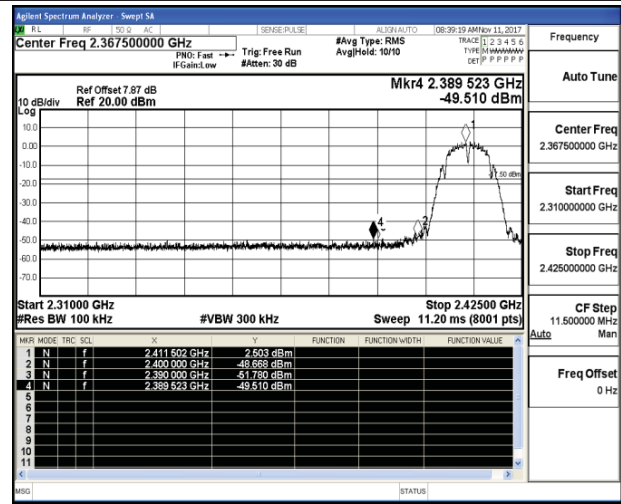 Agilent Spectrum Analyzer - Swept SA
RL RF 50 Ω AC SENSE:PULSE ALIGN AUTO 08:39:19 AM Nov 11, 2017
Center Freq 2.367500000 GHz
PNO: Fast
IFGain:Low
Trig: Free Run
#Atten: 30 dB
#Avg Type: RMS
Avg|Hold: 10/10
TRACE 1 2 3 4 5 6
TYPE M W W W W W
DET P P P P P P
Ref Offset 7.87 dB
10 dB/div Ref 20.00 dBm
Log
Mkr4 2.389 523 GHz
-49.510 dBm
10.0
0.00
-10.0
-20.0
-30.0
-40.0
-50.0
-60.0
-70.0
1
2
4
Start 2.31000 GHz Stop 2.42500 GHz
#Res BW 100 kHz #VBW 300 kHz Sweep 11.20 ms (8001 pts)
MKR MODE TRC SCL X Y FUNCTION FUNCTION WIDTH FUNCTION VALUE
1 N f 2.411 502 GHz 2.503 dBm
2 N f 2.400 000 GHz -48.668 dBm
3 N f 2.390 000 GHz -51.780 dBm
4 N f 2.389 523 GHz -49.510 dBm
5
6
7
8
9
10
11
MSG STATUS
Frequency
Auto Tune
Center Freq
2.367500000 GHz
Start Freq
2.310000000 GHz
Stop Freq
2.425000000 GHz
CF Step
11.500000 MHz
Auto Man
Freq Offset
0 Hz